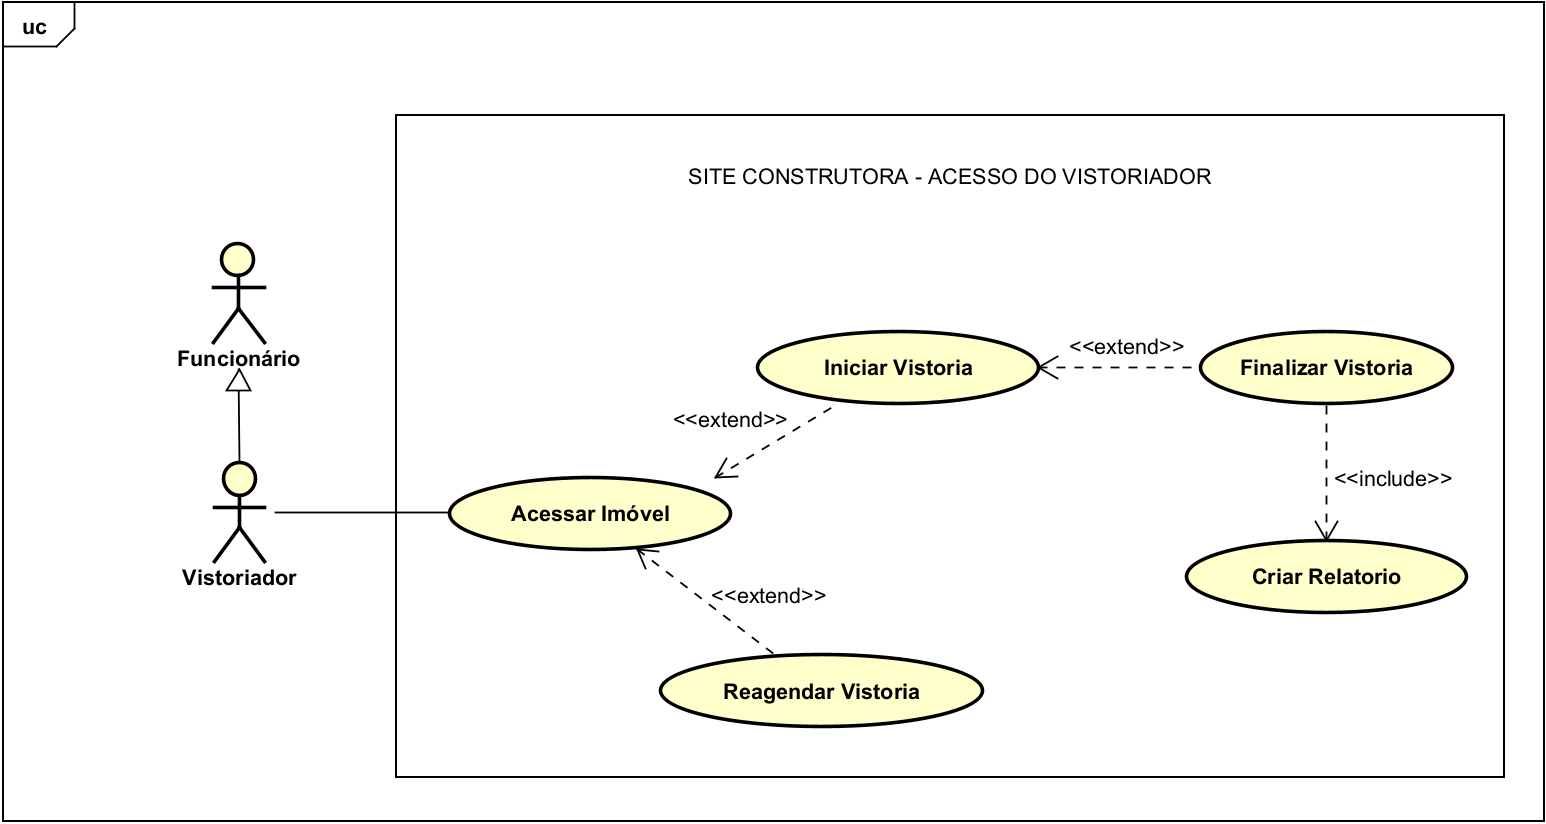 uc
SITE CONSTRUTORA - ACESSO DO VISTORIADOR
Funcionário
Iniciar Vistoria
<<extend>>
Finalizar Vistoria
<<extend>>
<<include>>
Acessar Imóvel
Vistoriador
Criar Relatorio
<<extend>>
Reagendar Vistoria